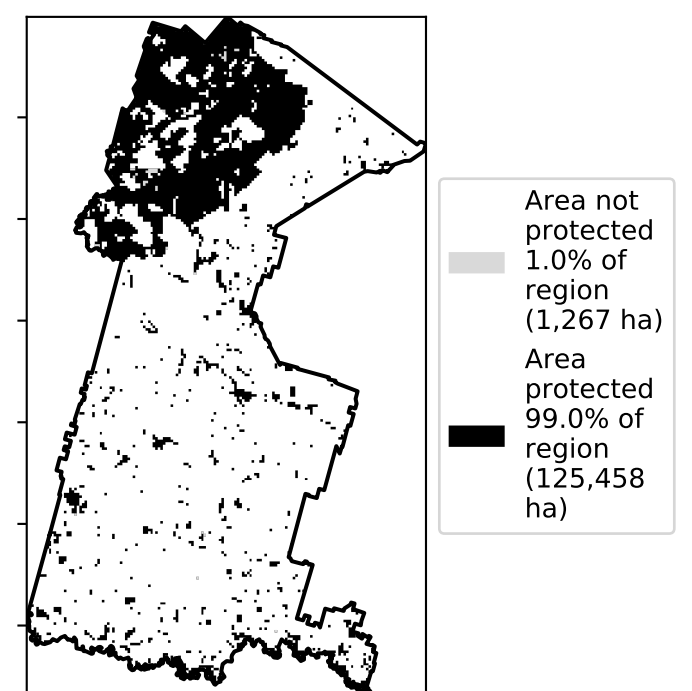 Area not
protected
1.0% of
region
(1,267 ha)
Area
protected
99.0% of
region
(125,458
ha)